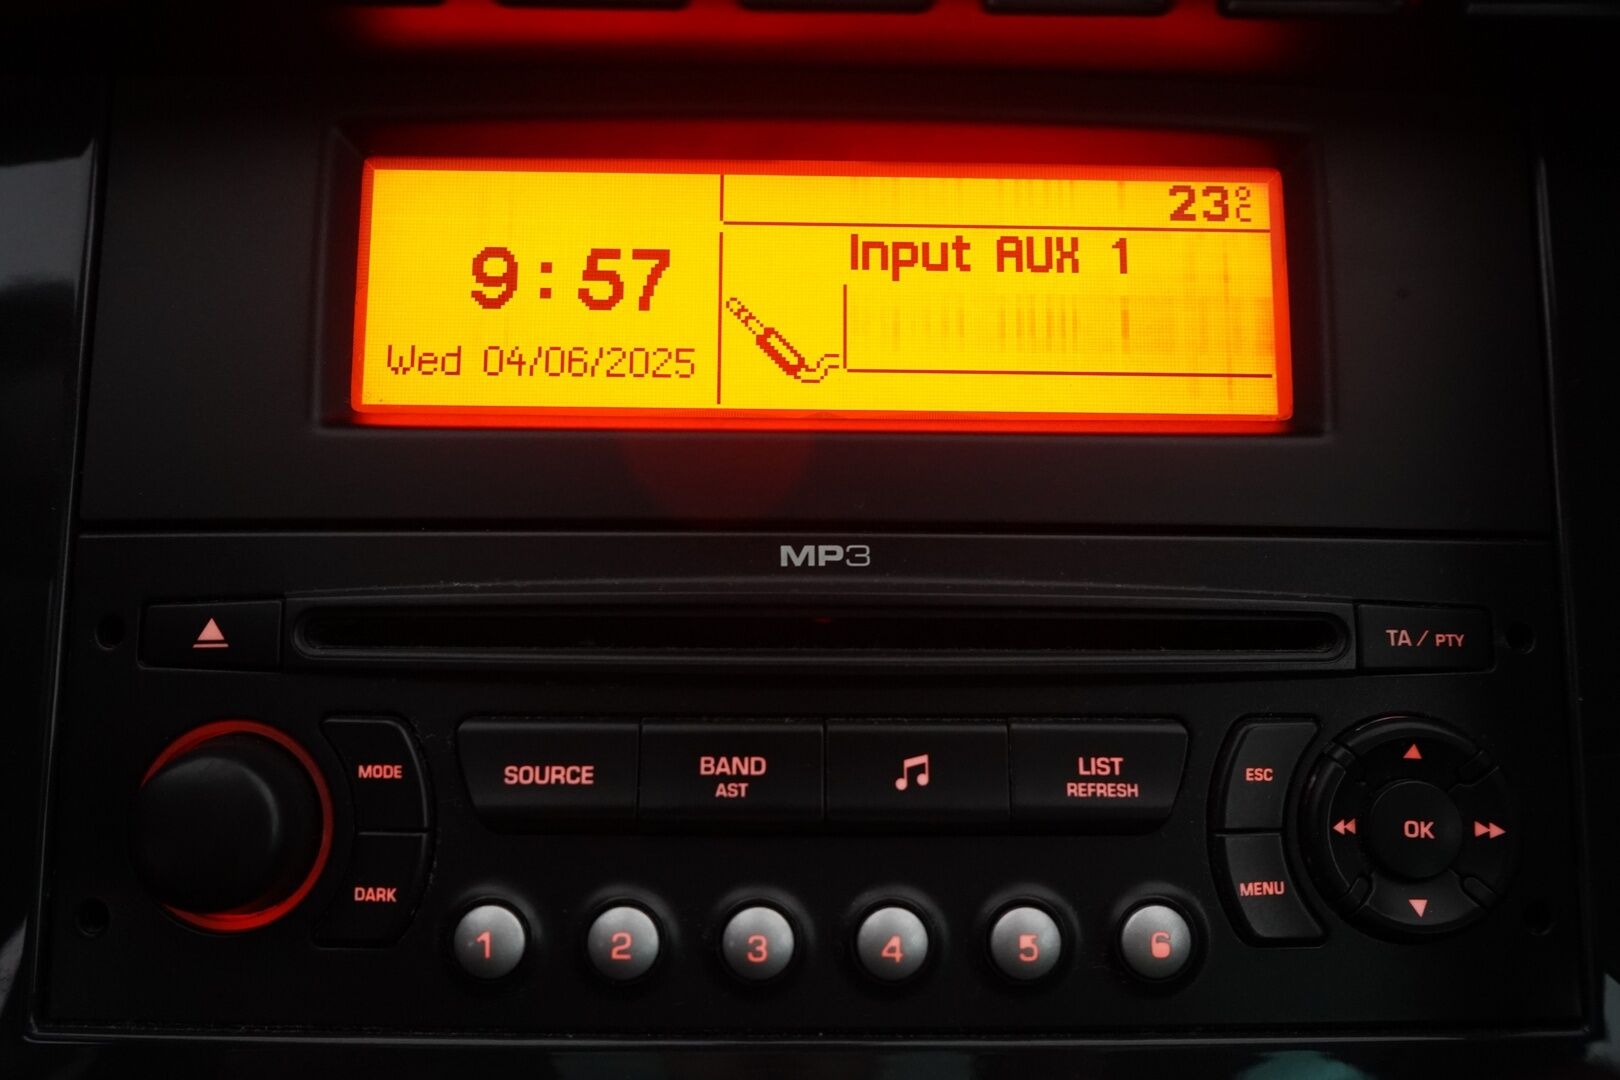 23°C
Input AUX 1
9:57
Wed 04/06/2025
MP3
TA / PTY
MODE
SOURCE
BAND
AST
LIST
REFRESH
ESC
OK
DARK
MENU
1 2 3 4 5 6